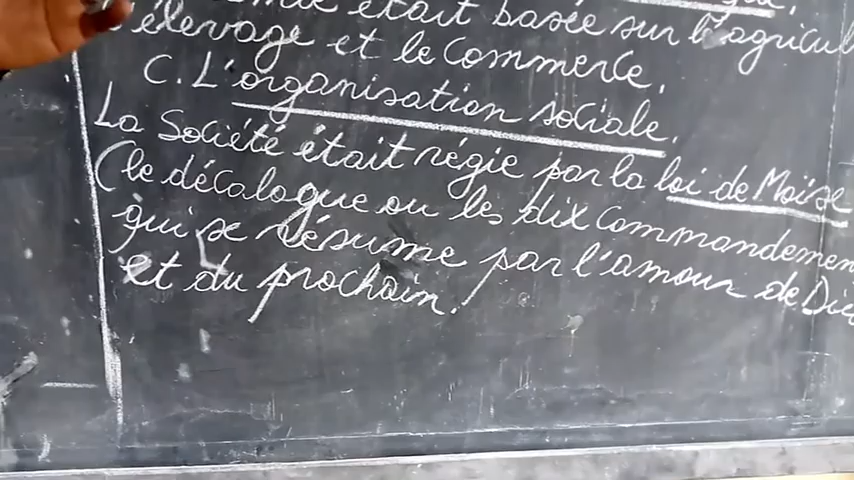 était basée sur l'agricul
l'élevage et le commerce.
C. L'organisation sociale.
La Société était régie par la loi de Moïse
(le décalogue ou les dix commandemen
qui se résume par l'amour de Dieu
et du prochain.